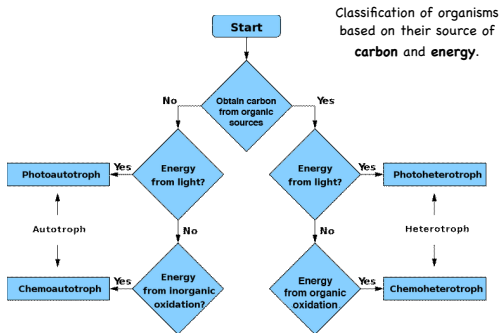 Classification of organisms
based on their source of
carbon and energy.
Start
Obtain carbon
from organic
sources
No
Yes
Energy
from light?
Yes
Photoautotroph
Energy
from light?
Yes
Photoheterotroph
Autotroph
No
No
Heterotroph
Energy
from inorganic
oxidation?
Yes
Chemoautotroph
Energy
from organic
oxidation
Yes
Chemoheterotroph